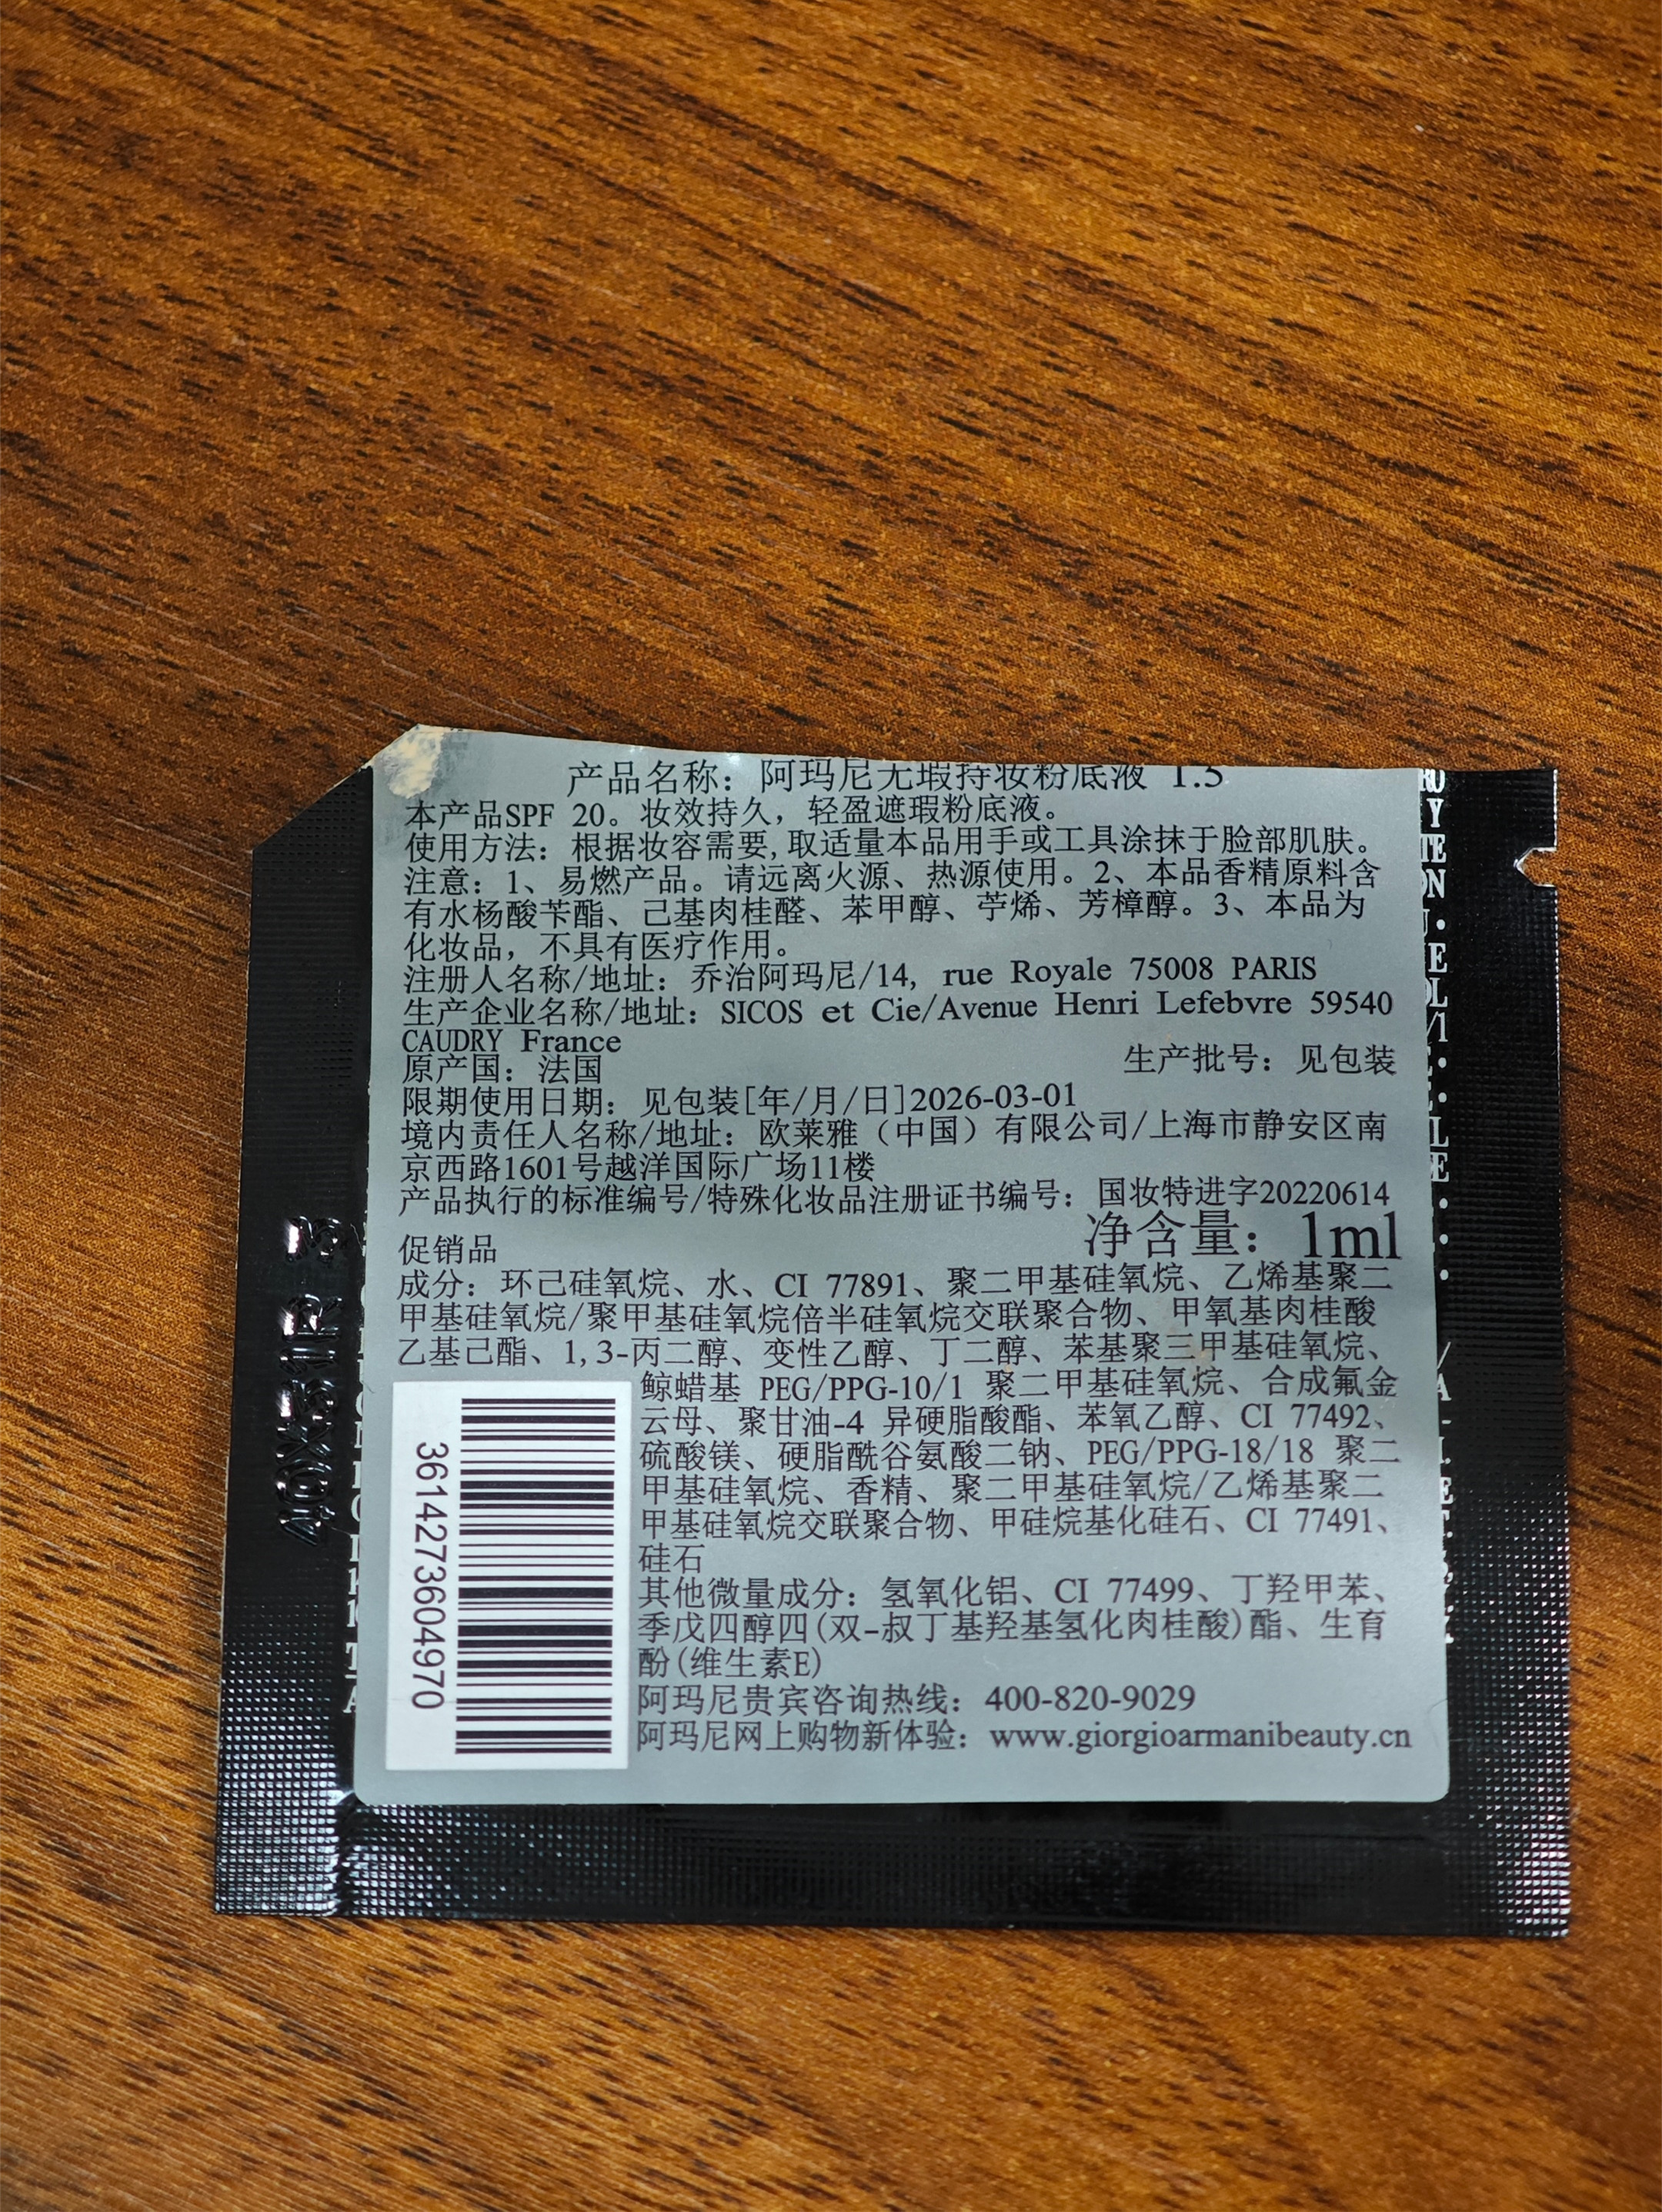 产品名称：阿玛尼无瑕持妆粉底液 1.5
本产品SPF 20。妆效持久，轻盈遮瑕粉底液。
使用方法：根据妆容需要,取适量本品用手或工具涂抹于脸部肌肤。
注意：1、易燃产品。请远离火源、热源使用。2、本品香精原料含
有水杨酸苄酯、己基肉桂醛、苯甲醇、苧烯、芳樟醇。3、本品为
化妆品，不具有医疗作用。
注册人名称/地址：乔治阿玛尼/14, rue Royale 75008 PARIS
生产企业名称/地址：SICOS et Cie/Avenue Henri Lefebvre 59540
CAUDRY France
原产国：法国
生产批号：见包装
限期使用日期：见包装[年/月/日]2026-03-01
境内责任人名称/地址：欧莱雅（中国）有限公司/上海市静安区南
京西路1601号越洋国际广场11楼
产品执行的标准编号/特殊化妆品注册证书编号：国妆特进字20220614
促销品
净含量：1ml
成分：环己硅氧烷、水、CI 77891、聚二甲基硅氧烷、乙烯基聚二
甲基硅氧烷/聚甲基硅氧烷倍半硅氧烷交联聚合物、甲氧基肉桂酸
乙基己酯、1,3-丙二醇、变性乙醇、丁二醇、苯基聚三甲基硅氧烷、
鲸蜡基 PEG/PPG-10/1 聚二甲基硅氧烷、合成氟金
云母、聚甘油-4 异硬脂酸酯、苯氧乙醇、CI 77492、
硫酸镁、硬脂酰谷氨酸二钠、PEG/PPG-18/18 聚二
甲基硅氧烷、香精、聚二甲基硅氧烷/乙烯基聚二
甲基硅氧烷交联聚合物、甲硅烷基化硅石、CI 77491、
硅石
其他微量成分：氢氧化铝、CI 77499、丁羟甲苯、
季戊四醇四(双-叔丁基羟基氢化肉桂酸)酯、生育
酚(维生素E)
阿玛尼贵宾咨询热线：400-820-9029
阿玛尼网上购物新体验：www.giorgioarmanibeauty.cn
3614273604970